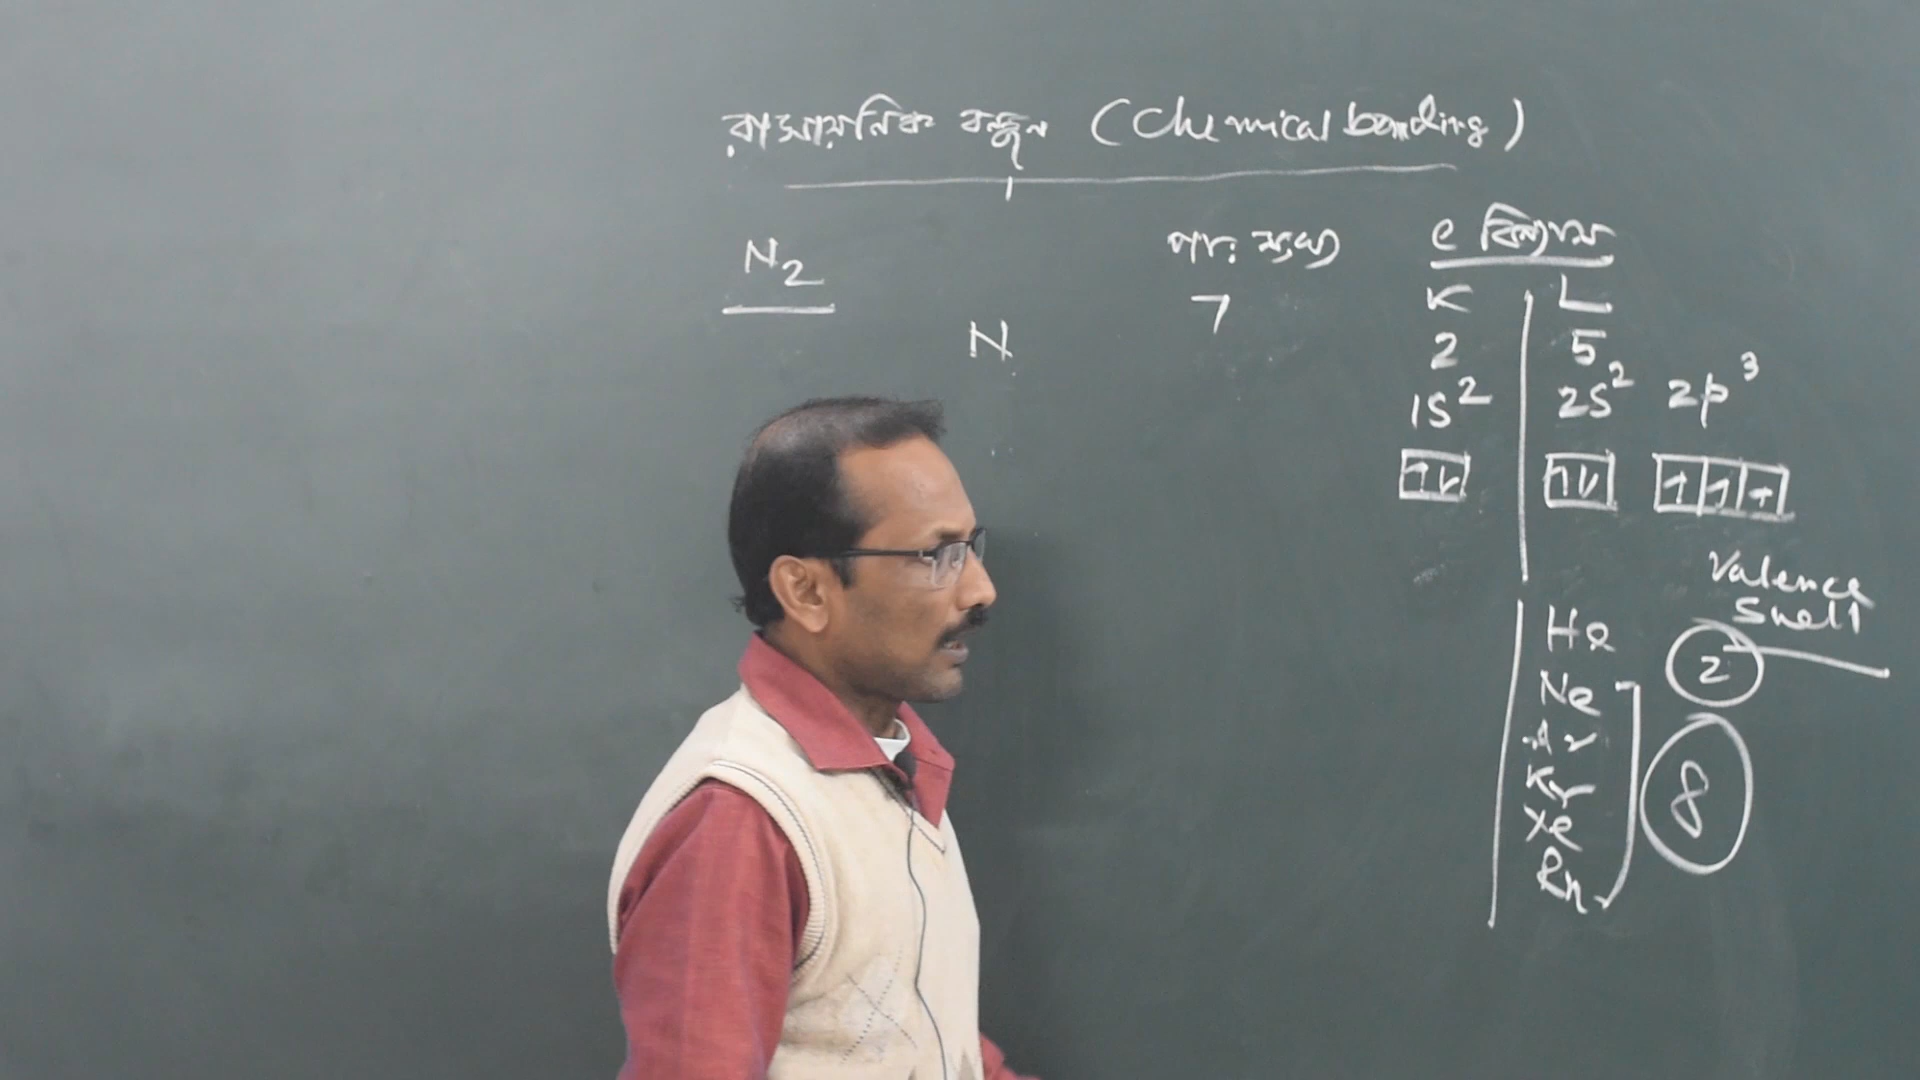 রাসায়নিক বন্ধন (Chemical bonding)
N2
পার: সংখ্যা
e বিন্যাস
N
7
K L
2 5
1s2 2s2 2p3
Valence
Shell
He 2
Ne
Ar
Kr
Xe
Rn
8